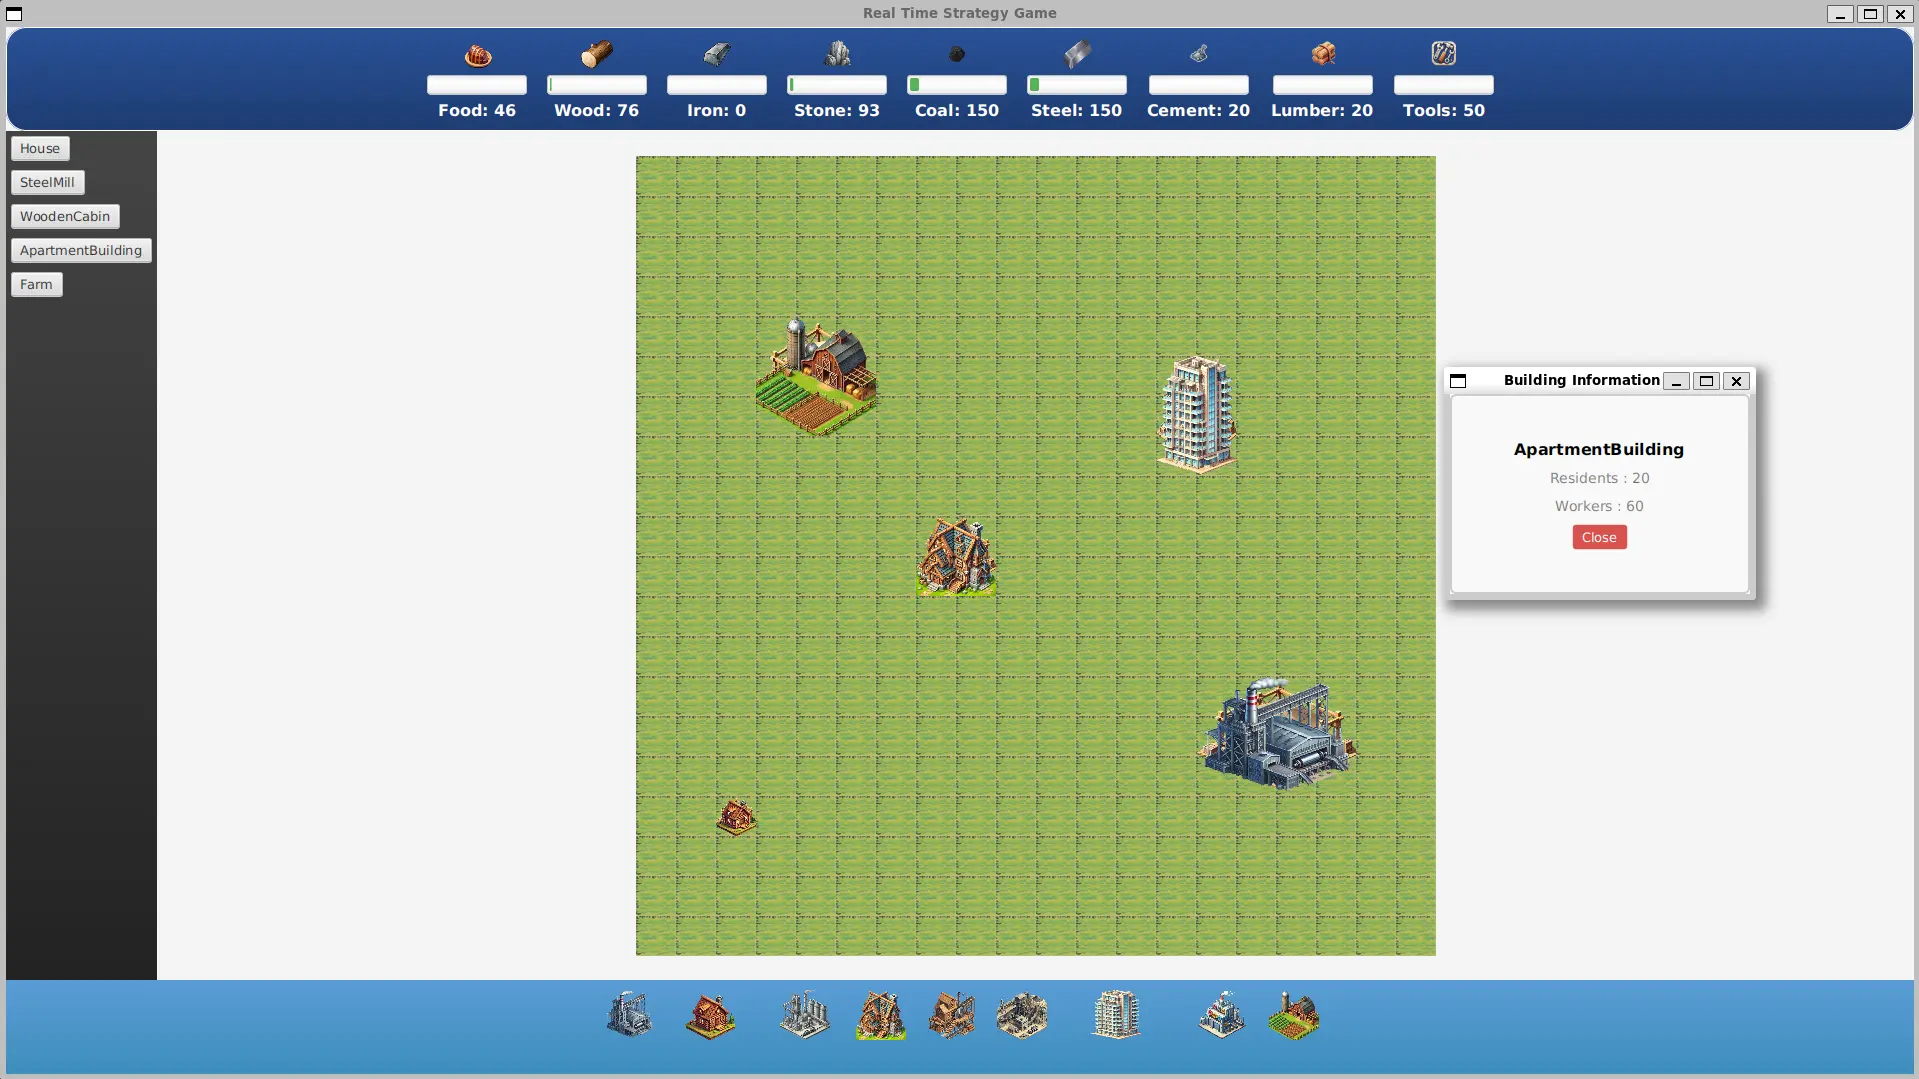 Real Time Strategy Game
Food: 46
Wood: 76
Iron: 0
Stone: 93
Coal: 150
Steel: 150
Cement: 20
Lumber: 20
Tools: 50
House
SteelMill
WoodenCabin
ApartmentBuilding
Farm
Building Information
ApartmentBuilding
Residents : 20
Workers : 60
Close